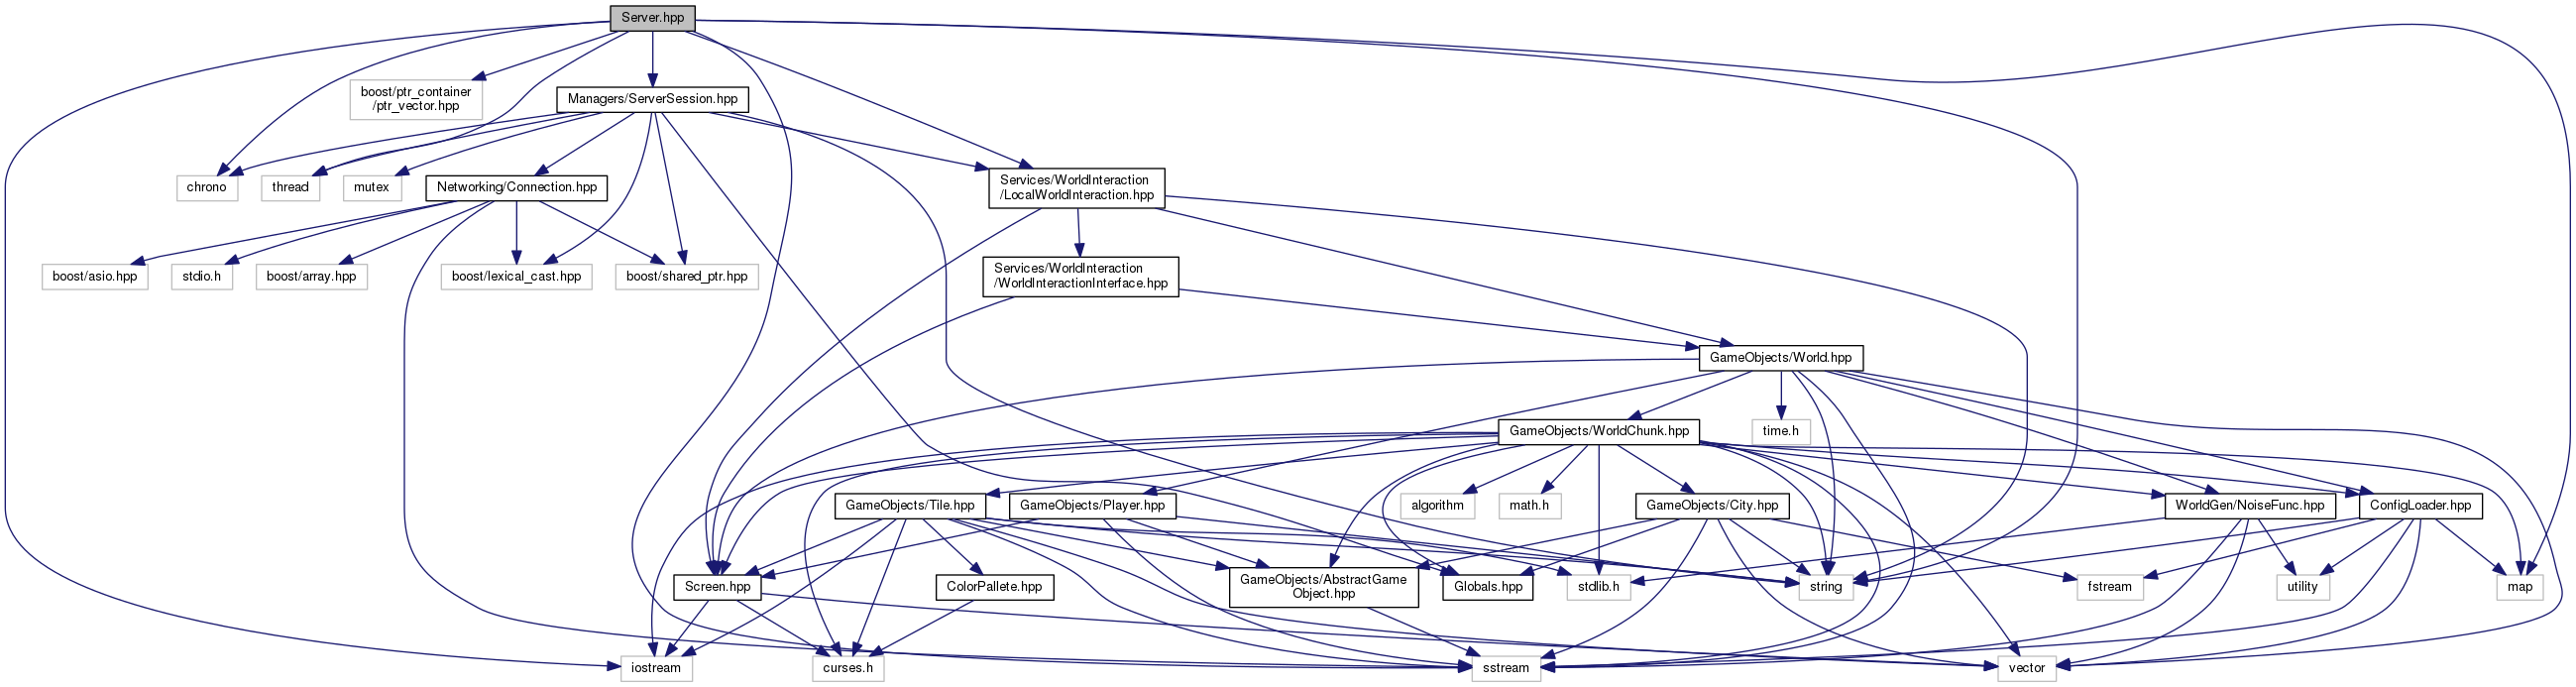 Server.hpp
boost/ptr_container
/ptr_vector.hpp
Managers/ServerSession.hpp
chrono
thread
mutex
Networking/Connection.hpp
Services/WorldInteraction
/LocalWorldInteraction.hpp
boost/asio.hpp
stdio.h
boost/array.hpp
boost/lexical_cast.hpp
boost/shared_ptr.hpp
Services/WorldInteraction
/WorldInteractionInterface.hpp
GameObjects/World.hpp
GameObjects/WorldChunk.hpp
time.h
GameObjects/Tile.hpp
GameObjects/Player.hpp
algorithm
math.h
GameObjects/City.hpp
WorldGen/NoiseFunc.hpp
ConfigLoader.hpp
Screen.hpp
ColorPallete.hpp
GameObjects/AbstractGame
Object.hpp
Globals.hpp
stdlib.h
string
fstream
utility
map
iostream
curses.h
sstream
vector